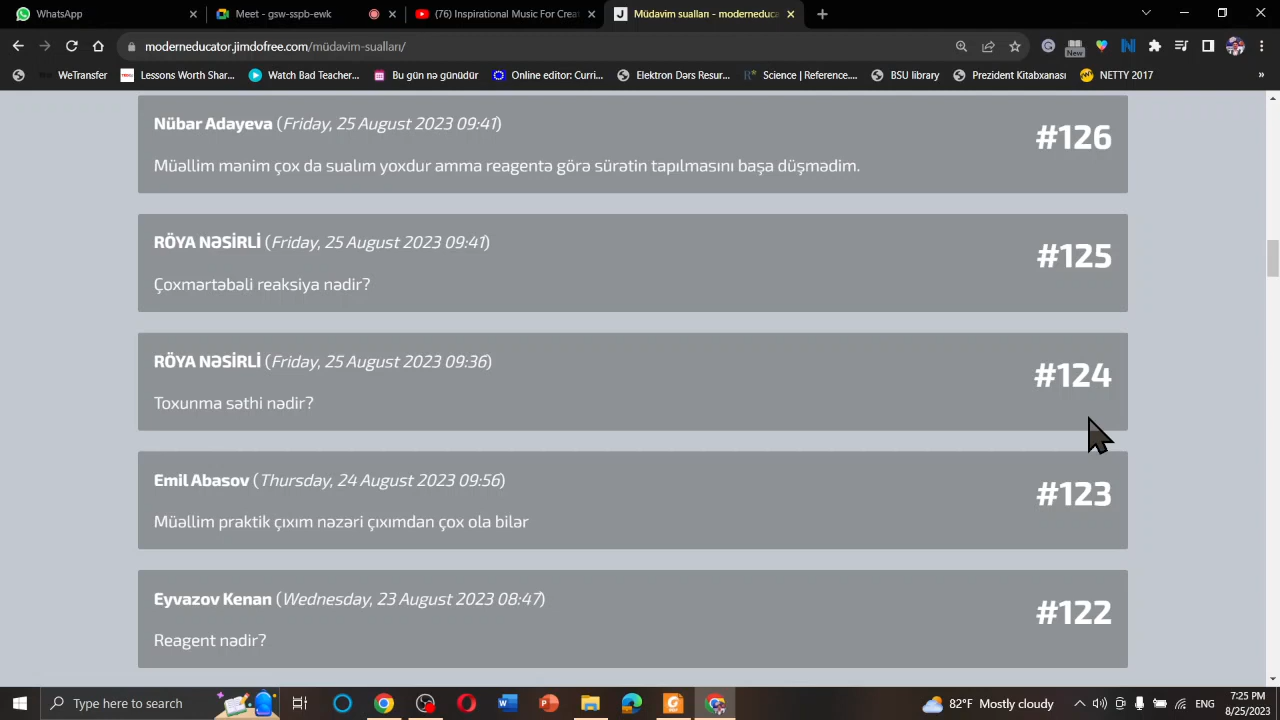 WhatsApp
Meet - gsw-sspb-ewk
(76) Inspirational Music For Creat
Müdavim sualları - moderneduca
moderneducator.jimdofree.com/müdavim-sualları/
New
WeTransfer
Lessons Worth Shar...
Watch Bad Teacher...
Bu gün nə günüdür
Online emporter Curri...
Elektron Dərs Resur...
Science | Reference....
BSU library
Prezident Kitabxanası
NETTY 2017
»
Nübar Adayeva (Friday, 25 August 2023 09:41)
#126
Müəllim mənim çox da sualım yoxdur amma reagentə görə sürətin tapılmasını başa düşmədim.
RÖYA NƏSİRLİ (Friday, 25 August 2023 09:41)
#125
Çoxmərtəbəli reaksiya nədir?
RÖYA NƏSİRLİ (Friday, 25 August 2023 09:36)
#124
Toxunma səthi nədir?
Emil Abasov (Thursday, 24 August 2023 09:56)
#123
Müəllim praktik çıxım nəzəri çıxımdan çox ola bilər
Eyvazov Kenan (Wednesday, 23 August 2023 08:47)
#122
Reagent nədir?
Type here to search
82°F Mostly cloudy
ENG
7:25 PM
8/25/2023